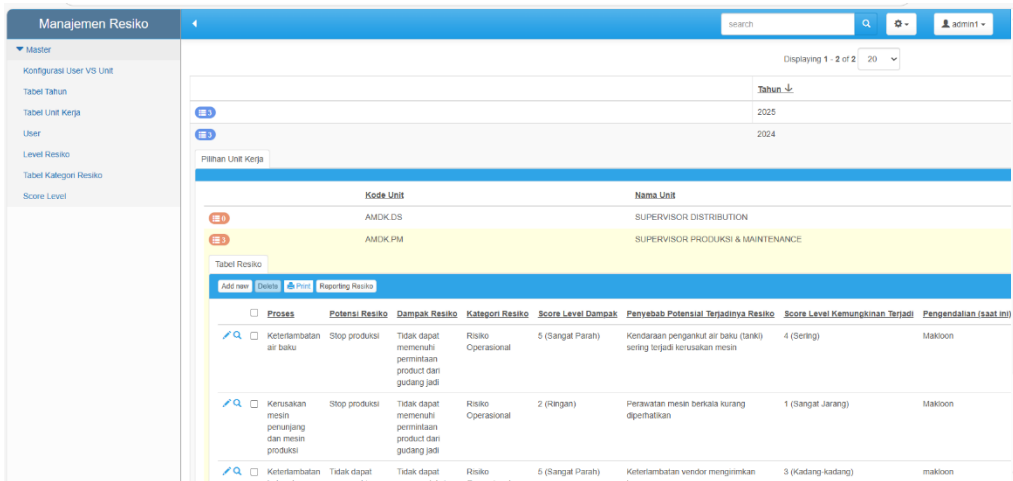 Manajemen Resiko
search
admin1
Master
Konfigurasi User VS Unit
Tabel Tahun
Tabel Unit Kerja
User
Level Resiko
Tabel Kategori Resiko
Score Level
Displaying 1 - 2 of 2 20
Tahun
3 2025
3 2024
Pilihan Unit Kerja
Kode Unit Nama Unit
0 AMDK.DS SUPERVISOR DISTRIBUTION
3 AMDK.PM SUPERVISOR PRODUKSI & MAINTENANCE
Tabel Resiko
Add new Delete Print Reporting Resiko
Proses Potensi Resiko Dampak Resiko Kategori Resiko Score Level Dampak Penyebab Potensial Terjadinya Resiko Score Level Kemungkinan Terjadi Pengendalian (saat ini)
Keterlambatan Stop produksi Tidak dapat Risiko 5 (Sangat Parah) Kendaraan pengankut air baku (tanki) 4 (Sering) Makloon
air baku memenuhi Operasional sering terjadi kerusakan mesin
permintaan
product dari
gudang jadi
Kerusakan Stop produksi Tidak dapat Risiko 2 (Ringan) Perawatan mesin berkala kurang 1 (Sangat Jarang) Makloon
mesin memenuhi Operasional diperhatikan
penunjang permintaan
dan mesin product dari
produksi gudang jadi
Keterlambatan Tidak dapat Tidak dapat Risiko 5 (Sangat Parah) Keterlambatan vendor mengirimkan 3 (Kadang-kadang) makloon